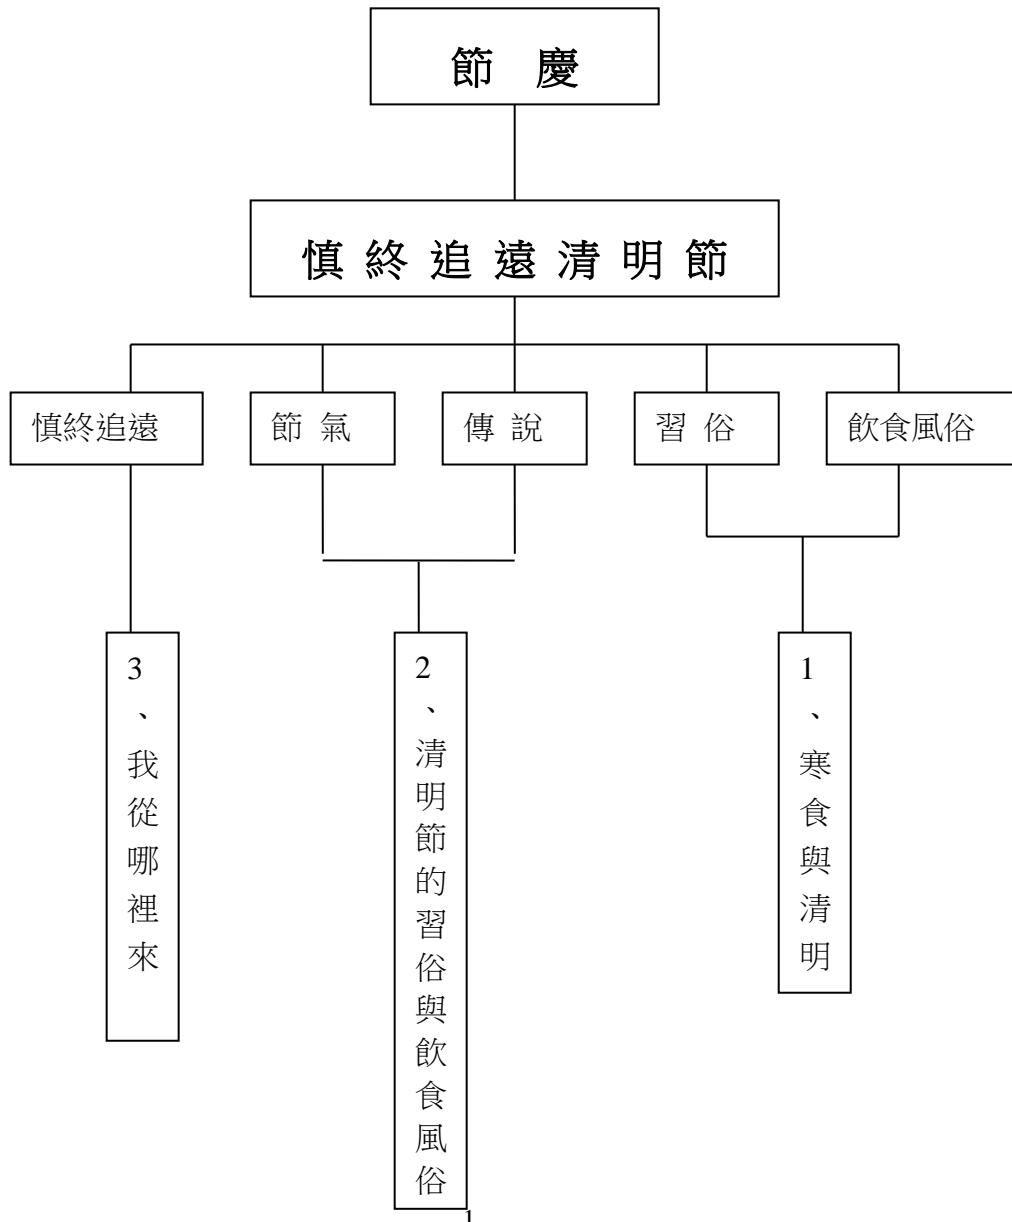 節 慶
慎 終 追 遠 清 明 節
慎終追遠
節 氣
傳 說
習 俗
飲食風俗
3、我從哪裡來
2、清明節的習俗與飲食風俗
1、寒食與清明
1